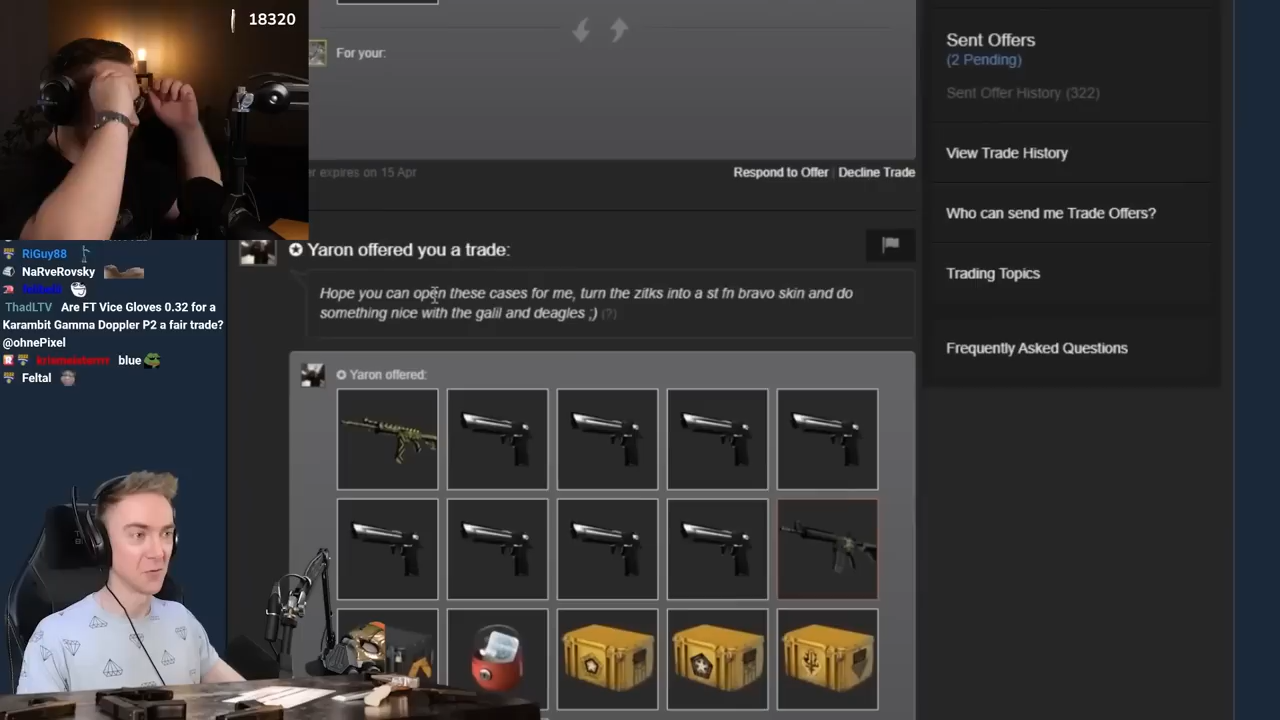 18320
For your:
er expires on 15 Apr
Respond to Offer
Decline Trade
Sent Offers
(2 Pending)
Sent Offer History (322)
View Trade History
Who can send me Trade Offers?
Trading Topics
Frequently Asked Questions
RiGuy88
NaRveRovsky
ThadLTV Are FT Vice Gloves 0.32 for a
Karambit Gamma Doppler P2 a fair trade?
@ohnePixel
blue
Feltal
Yaron offered you a trade:
Hope you can open these cases for me, turn the zitks into a st fn bravo skin and do
something nice with the galil and deagles ;) (?)
Yaron offered: